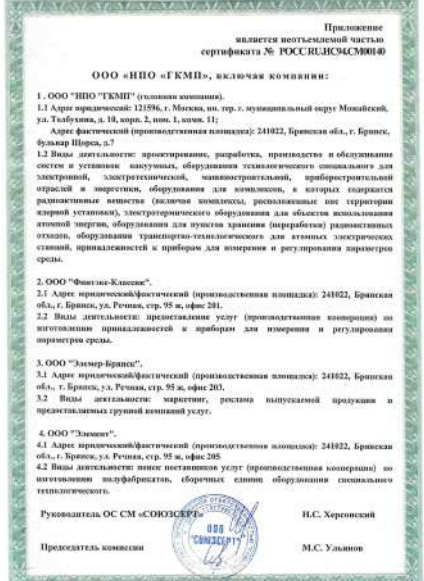 Приложение
является неотъемлемой частью
сертификата № РОСС RU.ИС94.СМ00140
ООО «НПО «ГКМП», включая компании:
1 . ООО "НПО "ГКМП" (головная компания).
1.1 Адрес юридический: 121596, г. Москва, вн. тер. г. муниципальный округ Можайский,
ул. Толбухина, д. 10, корп. 2, пом. 1, комн. 11;
Адрес фактический (производственная площадка): 241022, Брянская обл., г. Брянск,
бульвар Щорса, д.7
1.2 Виды деятельности: проектирование, разработка, производство и обслуживание
систем и установок вакуумных, оборудования технологического специального для
электронной, электротехнической, машиностроительной, приборостроительной
отраслей и энергетики, оборудования для комплексов, в которых содержатся
радиоактивные вещества (включая комплексы, расположенные вне территории
ядерной установки), электротермического оборудования для объектов использования
атомной энергии, оборудования для пунктов хранения (переработки) радиоактивных
отходов, оборудования транспортно-технологического для атомных электрических
станций, принадлежностей к приборам для измерения и регулирования параметров
среды.
2. ООО "Финтэк-Классик".
2.1 Адрес юридический/фактический (производственная площадка): 241022, Брянская
обл., г. Брянск, ул. Речная, стр. 95 ж, офис 201.
2.2 Виды деятельности: предоставление услуг (производственная кооперация) по
изготовлению принадлежностей к приборам для измерения и регулирования
параметров среды.
3. ООО "Элемер-Брянск".
3.1 Адрес юридический/фактический (производственная площадка): 241022, Брянская
обл., г. Брянск, ул. Речная, стр. 95 ж, офис 203.
3.2 Виды деятельности: маркетинг, реклама выпускаемой продукции и
предоставляемых группой компаний услуг.
4. ООО "Элемент".
4.1 Адрес юридический/фактический (производственная площадка): 241022, Брянская
обл., г. Брянск, ул. Речная, стр. 95 ж, офис 205
4.2 Виды деятельности: поиск поставщиков услуг (производственная кооперация) по
изготовлению полуфабрикатов, сборочных единиц оборудования специального
технологического.
Руководитель ОС СМ «СОЮЗСЕРТ» Н.С. Херсонский
ООО
"СОЮЗСЕРТ"
Председатель комиссии М.С. Ульянов